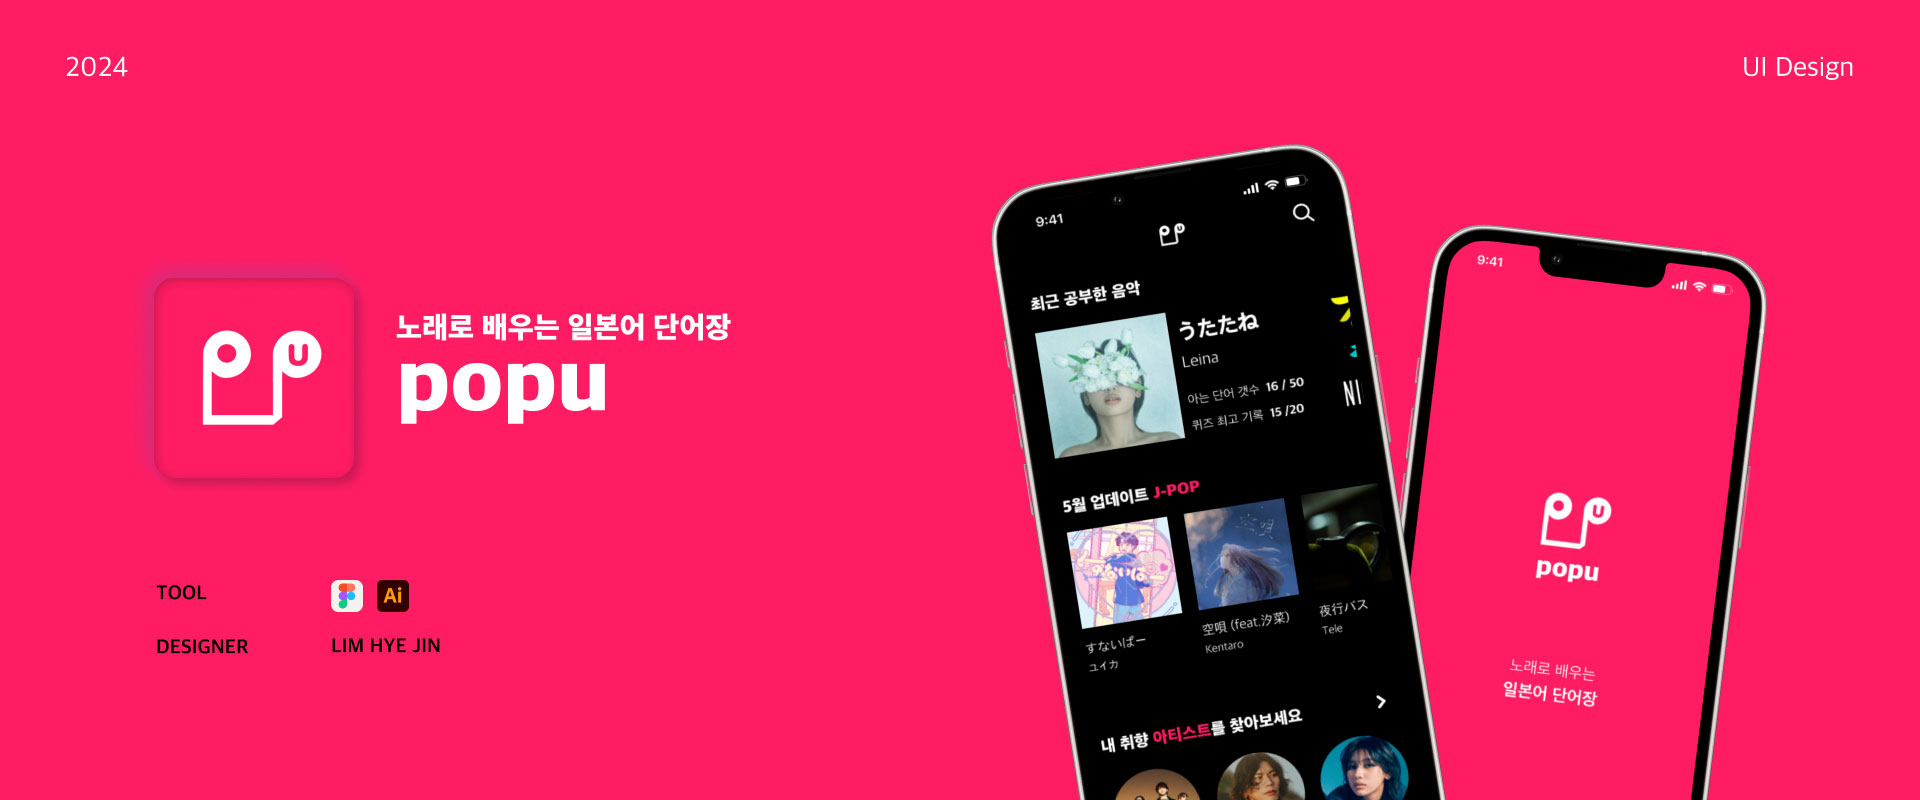 2024
UI Design
U
노래로 배우는 일본어 단어장
popu
TOOL
Ai
DESIGNER
LIM HYE JIN
9:41
U
최근 공부한 음악
うたたね
Leina
아는 단어 갯수 16 / 50
퀴즈 최고 기록 15 /20
NI
5월 업데이트 J-POP
すないぱー
ユイカ
空唄 (feat.汐菜)
Kentaro
夜行バス
Tele
내 취향 아티스트를 찾아보세요
9:41
U
popu
노래로 배우는
일본어 단어장